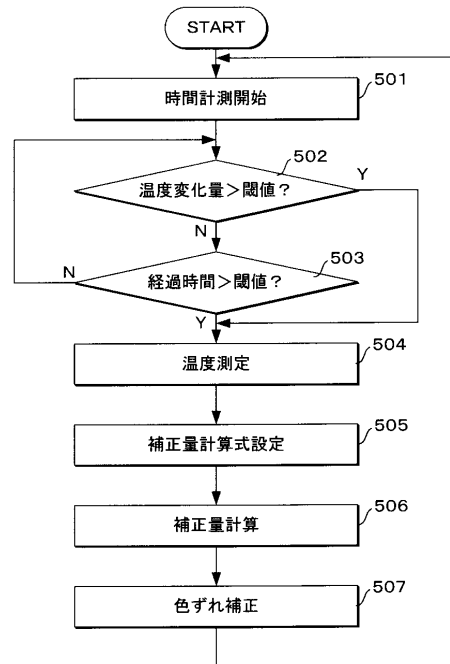 START
時間計測開始
501
温度変化量＞閾値？
502
Y
N
経過時間＞閾値？
503
N
Y
温度測定
504
補正量計算式設定
505
補正量計算
506
色ずれ補正
507